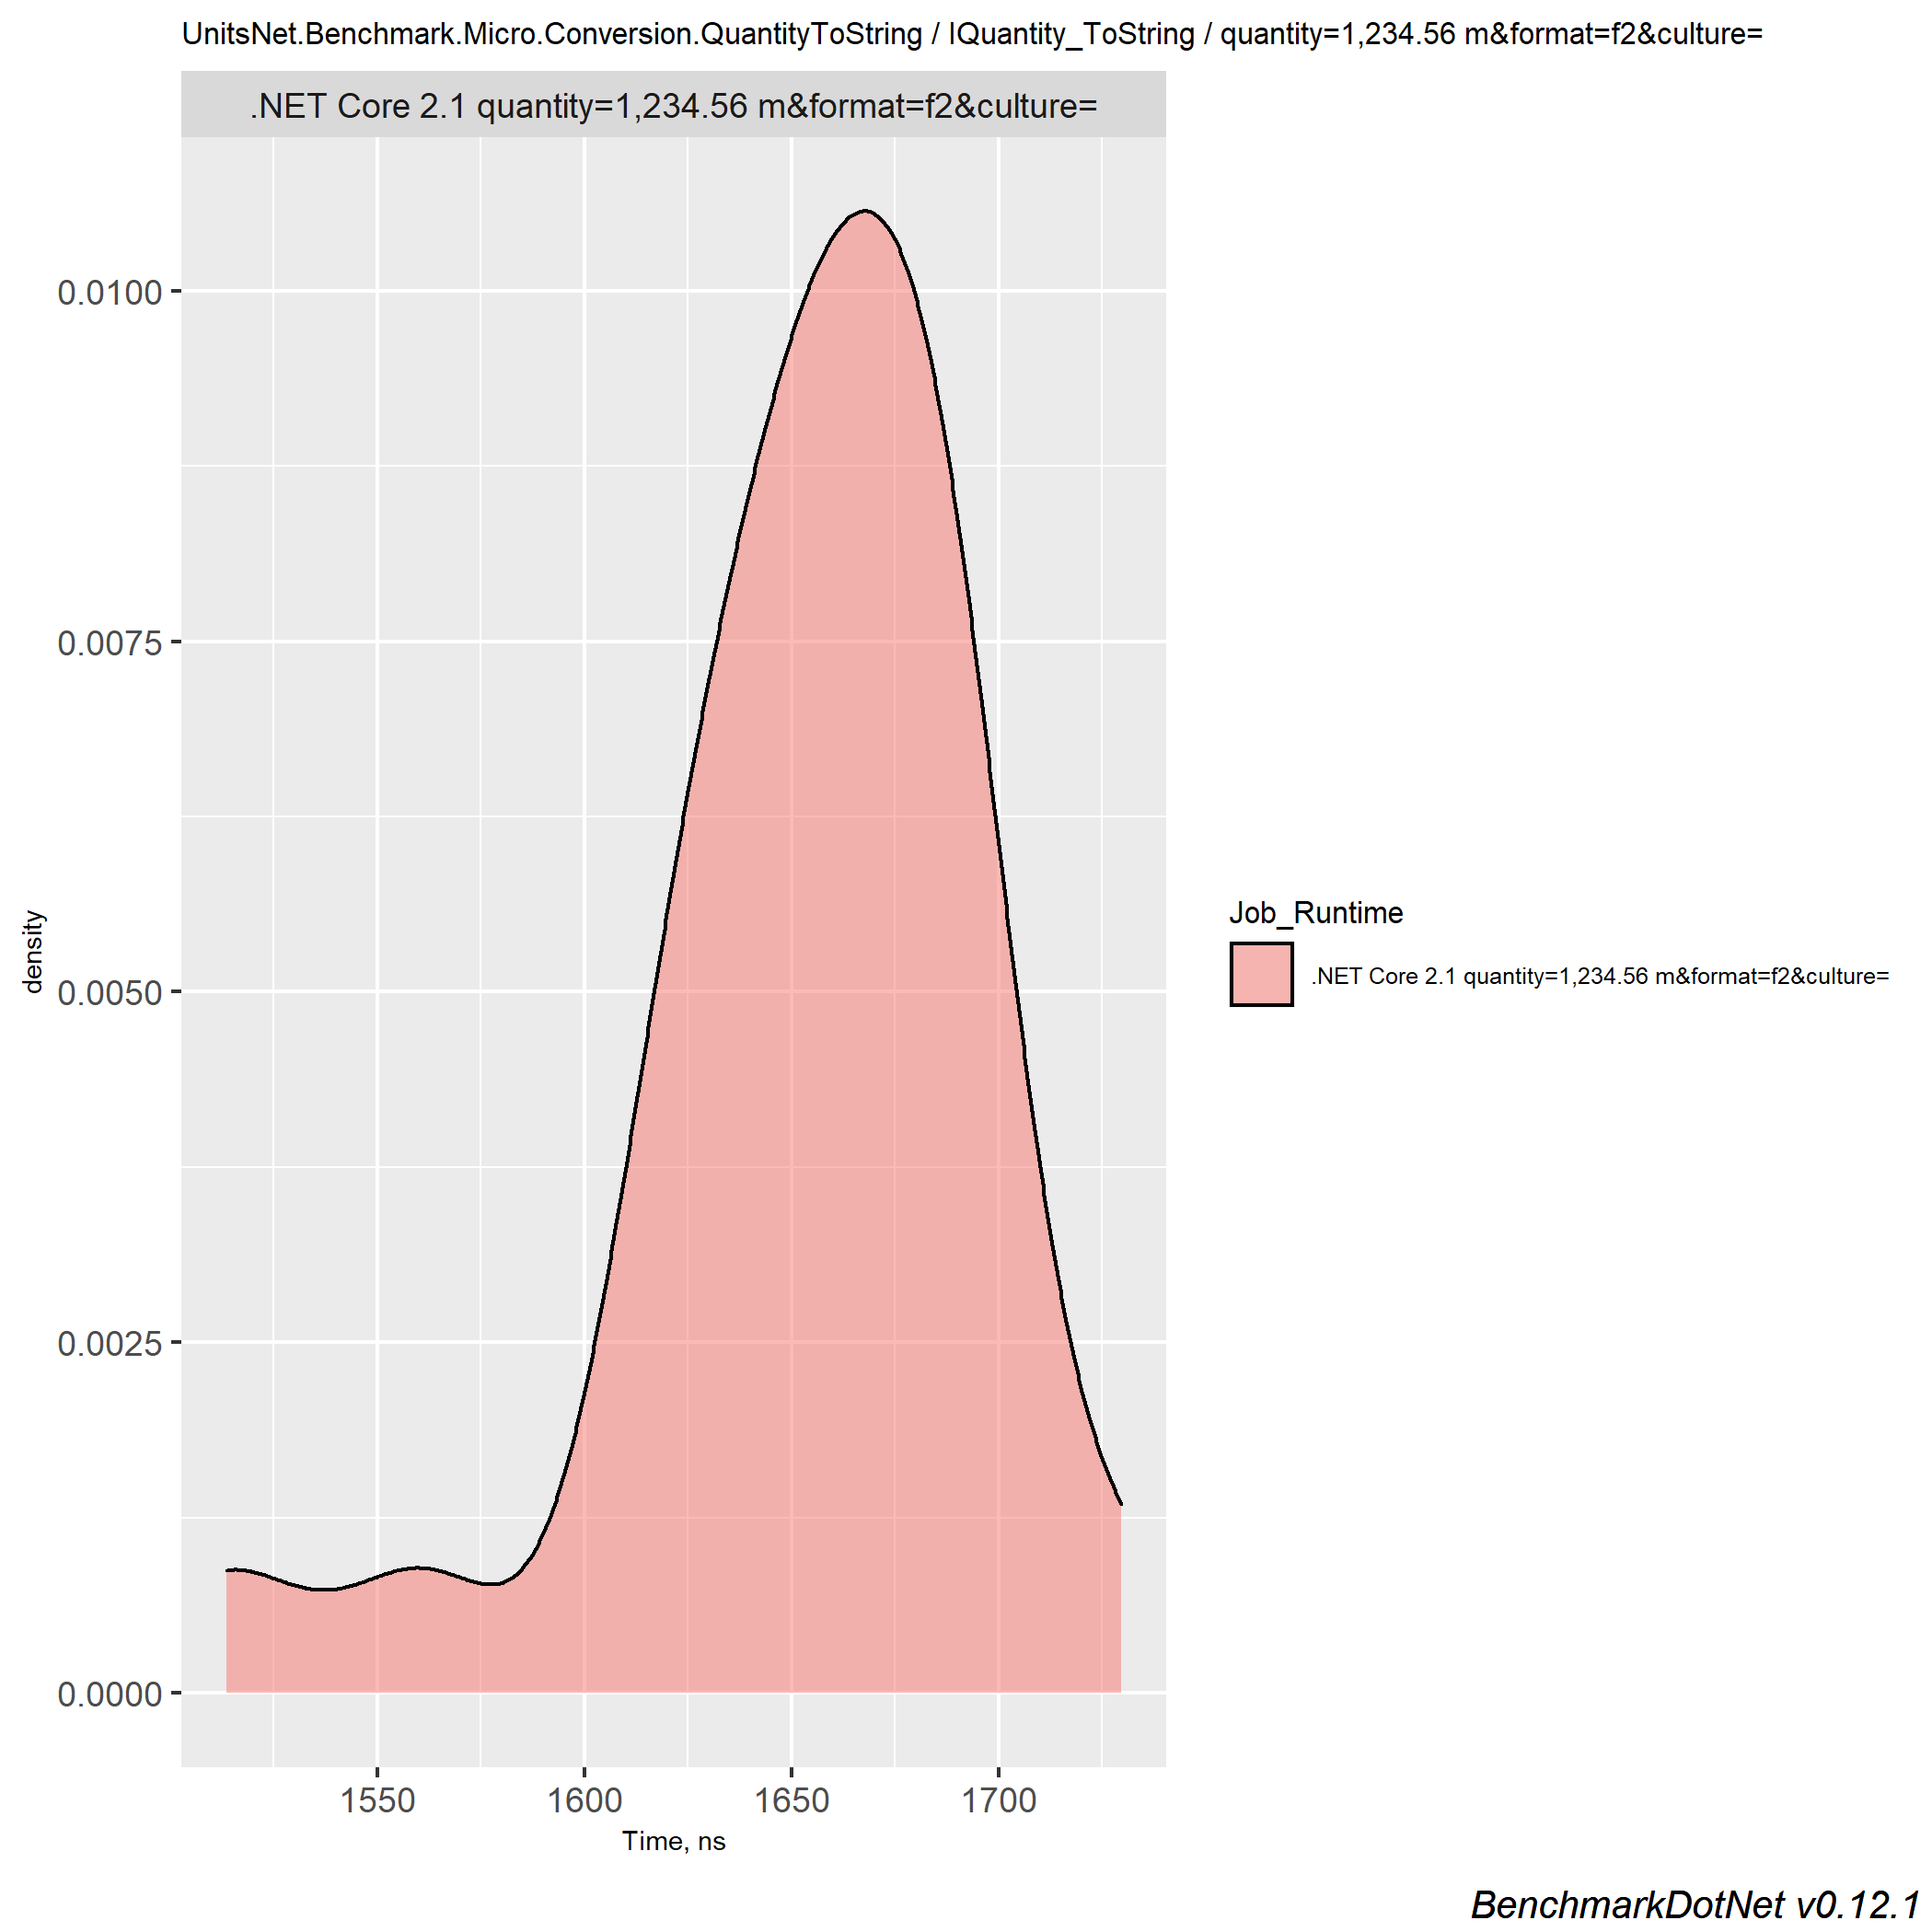 UnitsNet.Benchmark.Micro.Conversion.QuantityToString / IQuantity_ToString / quantity=1,234.56 m&format=f2&culture=
.NET Core 2.1 quantity=1,234.56 m&format=f2&culture=
0.0100
0.0075
0.0050
0.0025
0.0000
density
1550 1600 1650 1700
Time, ns
Job_Runtime
.NET Core 2.1 quantity=1,234.56 m&format=f2&culture=
BenchmarkDotNet v0.12.1